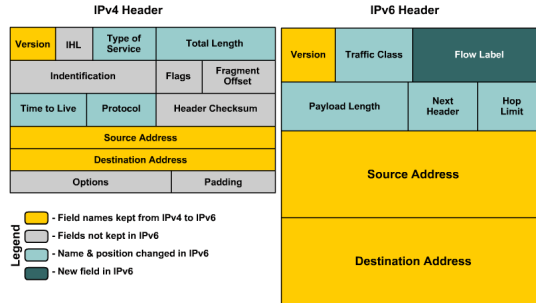 IPv4 Header
Version IHL Type of Service Total Length
Indentification Flags Fragment Offset
Time to Live Protocol Header Checksum
Source Address
Destination Address
Options Padding
Legend
- Field names kept from IPv4 to IPv6
- Fields not kept in IPv6
- Name & position changed in IPv6
- New field in IPv6
IPv6 Header
Version Traffic Class Flow Label
Payload Length Next Header Hop Limit
Source Address
Destination Address